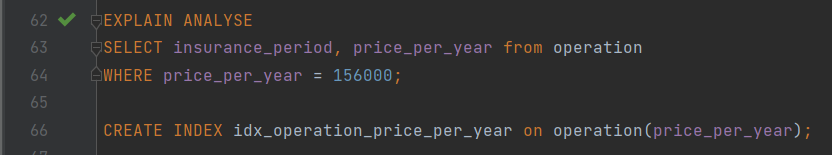 62 EXPLAIN ANALYSE
63 SELECT insurance_period, price_per_year from operation
64 WHERE price_per_year = 156000;
65
66 CREATE INDEX idx_operation_price_per_year on operation(price_per_year);